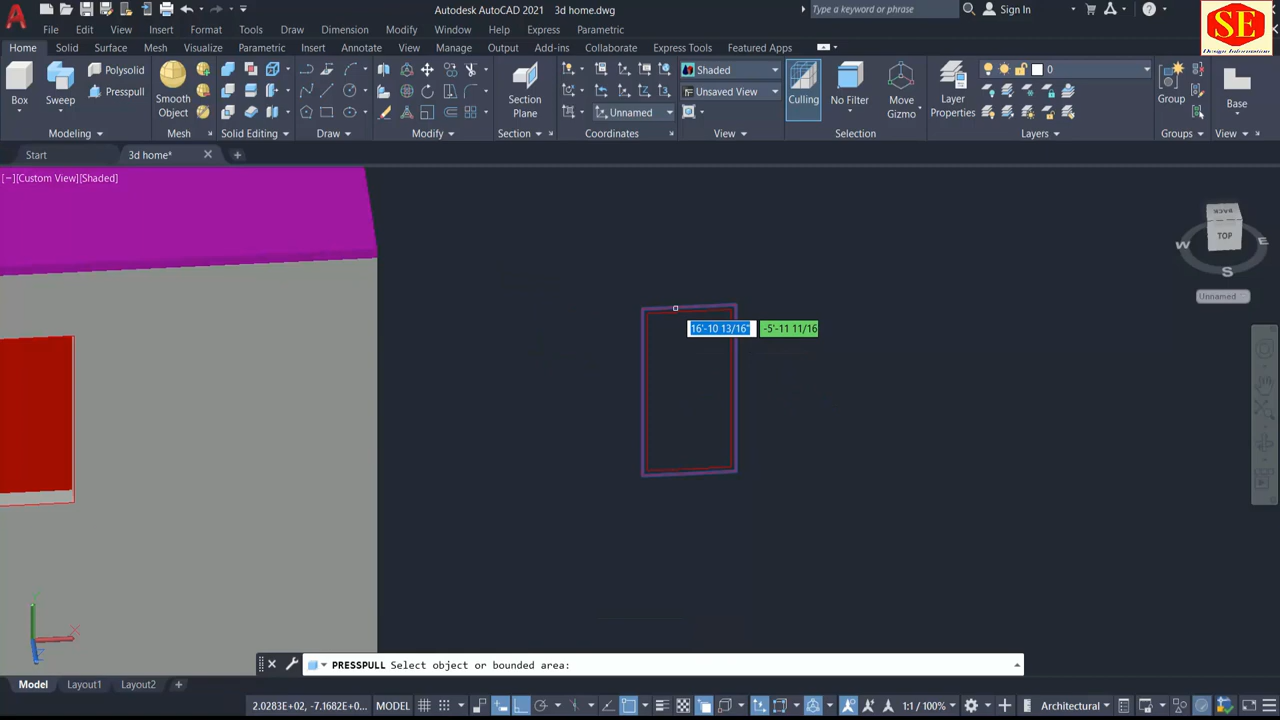 Autodesk AutoCAD 2021 3d home.dwg
Type a keyword or phrase
Sign In
SE
Design Information
File Edit View Insert Format Tools Draw Dimension Modify Window Help Express Parametric
Home Solid Surface Mesh Visualize Parametric Insert Annotate View Manage Output Add-ins Collaborate Express Tools Featured Apps
Polysolid
Presspull
Box Sweep
Smooth
Object
Section
Plane
Shaded
Unsaved View
Unnamed
Culling No Filter
Move
Gizmo
Layer
Properties
0
Group
Base
Modeling Mesh Solid Editing Draw Modify Section Coordinates View Selection Layers Groups View
Start 3d home*
[−][Custom View][Shaded]
BACK
TOP
W E
S
Unnamed
16'-10 13/16" -5'-11 11/16
Y
X
Z
PRESSPULL Select object or bounded area:
Model Layout1 Layout2
2.0283E+02, -7.1682E+0... MODEL 1:1 / 100% Architectural